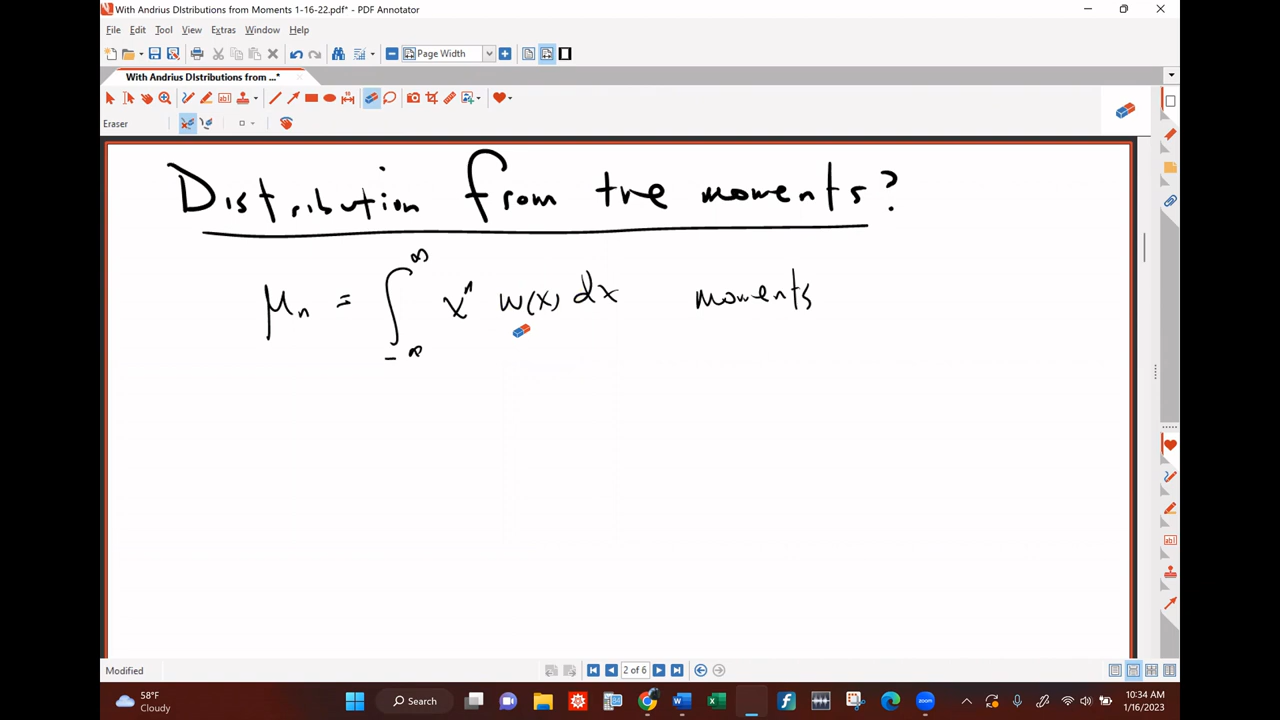 With Andrius DIstributions from Moments 1-16-22.pdf* - PDF Annotator
File Edit Tool View Extras Window Help
Page Width
With Andrius DIstributions from ...*
Eraser
Distribution from the moments?
μₙ = ∫_{-∞}^{∞} xⁿ w(x) dx moments
Modified
2 of 6
58°F
Cloudy
Search
zoom
10:34 AM
1/16/2023